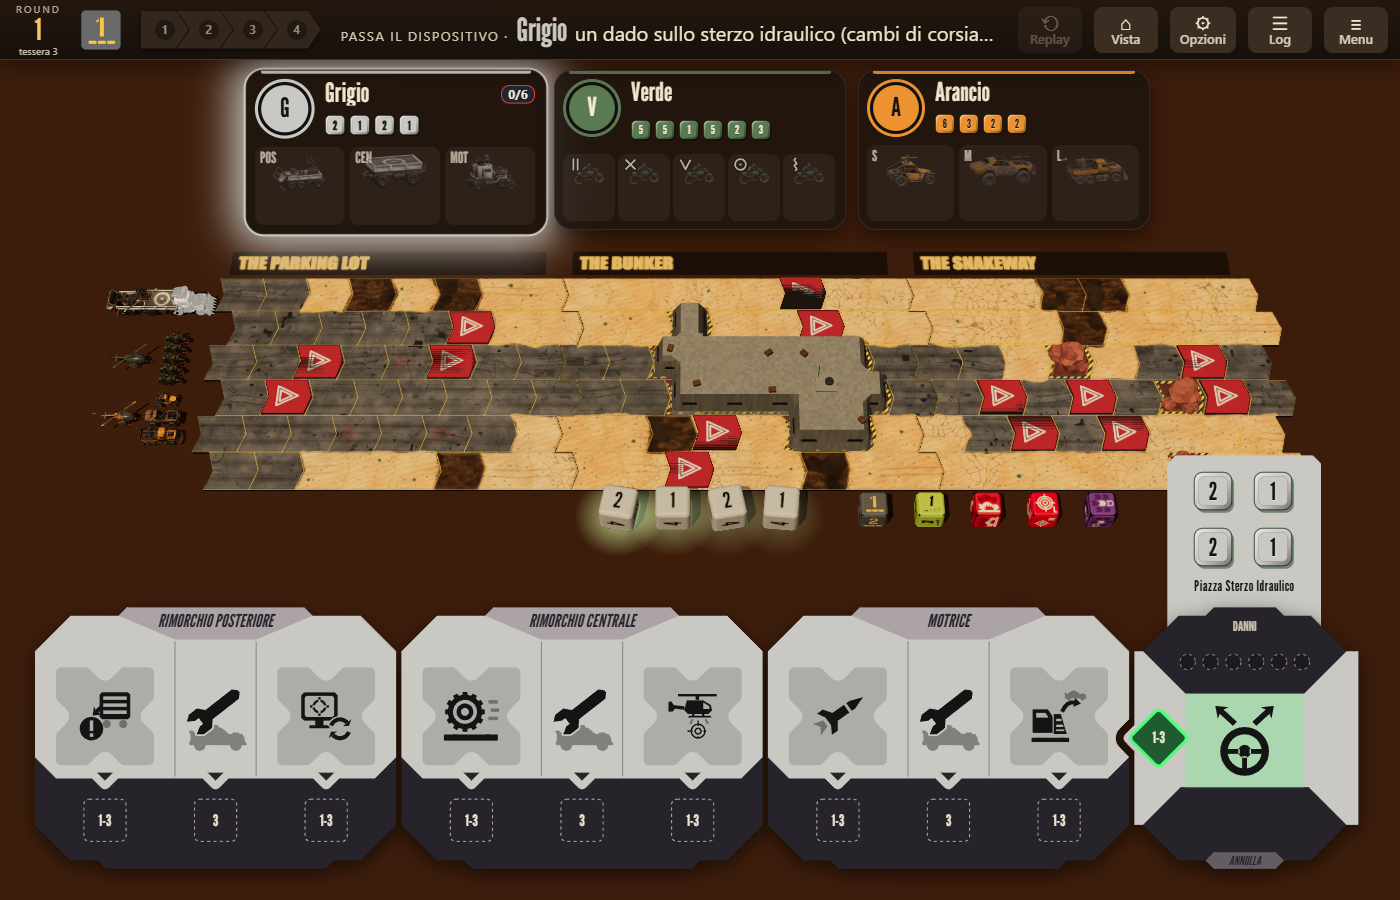 ROUND
1
tessera 3
1
1 2 3 4
PASSA IL DISPOSITIVO · Grigio un dado sullo sterzo idraulico (cambi di corsia...
Replay
Vista
Opzioni
Log
Menu
G
Grigio
0/6
2 1 2 1
POS
CEN
MOT
V
Verde
5 5 1 5 2 3
A
Arancio
6 3 2 2
S
M
L
THE PARKING LOT
THE BUNKER
THE SNAKEWAY
2 1 2 1
1
2
1
2 1
2 1
Piazza Sterzo Idraulico
RIMORCHIO POSTERIORE
1-3 3 1-3
RIMORCHIO CENTRALE
1-3 3 1-3
MOTRICE
1-3 3 1-3
DANNI
1-3
ANNULLA